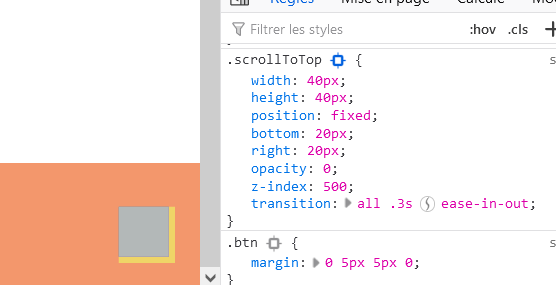 Règles Mise en page Calculé
Filtrer les styles :hov .cls
}
.scrollToTop {
width: 40px;
height: 40px;
position: fixed;
bottom: 20px;
right: 20px;
opacity: 0;
z-index: 500;
transition: all .3s ease-in-out;
}
.btn {
margin: 0 5px 5px 0;
}